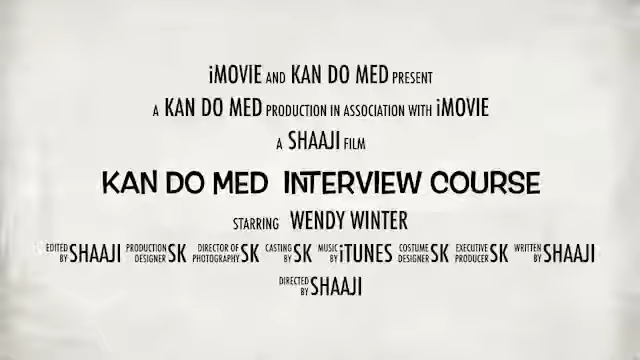 iMOVIE AND KAN DO MED PRESENT
A KAN DO MED PRODUCTION IN ASSOCIATION WITH iMOVIE
A SHAAJI FILM
KAN DO MED INTERVIEW COURSE
STARRING WENDY WINTER
EDITED BY SHAAJI PRODUCTION DESIGNER SK DIRECTOR OF PHOTOGRAPHY SK CASTING BY SK MUSIC BY iTUNES COSTUME DESIGNER SK EXECUTIVE PRODUCER SK WRITTEN BY SHAAJI
DIRECTED BY SHAAJI